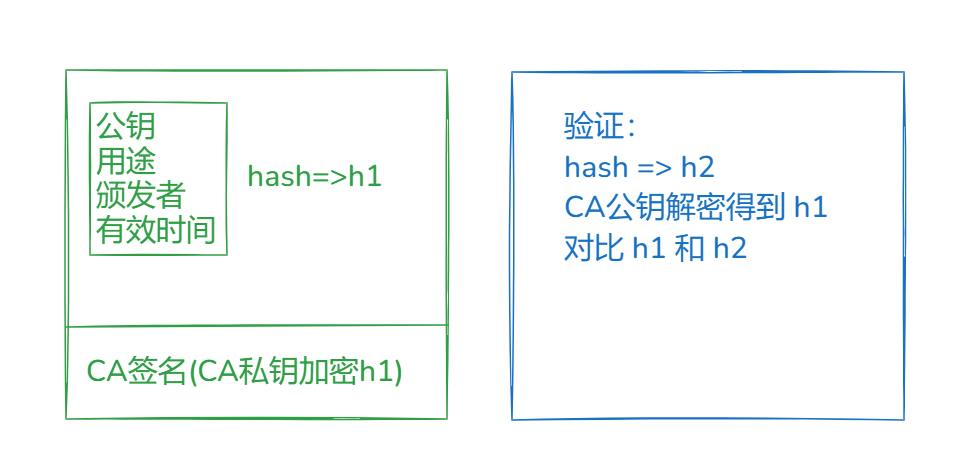 公钥
用途
颁发者
有效时间
hash=>h1
CA签名(CA私钥加密h1)
验证：
hash => h2
CA公钥解密得到 h1
对比 h1 和 h2